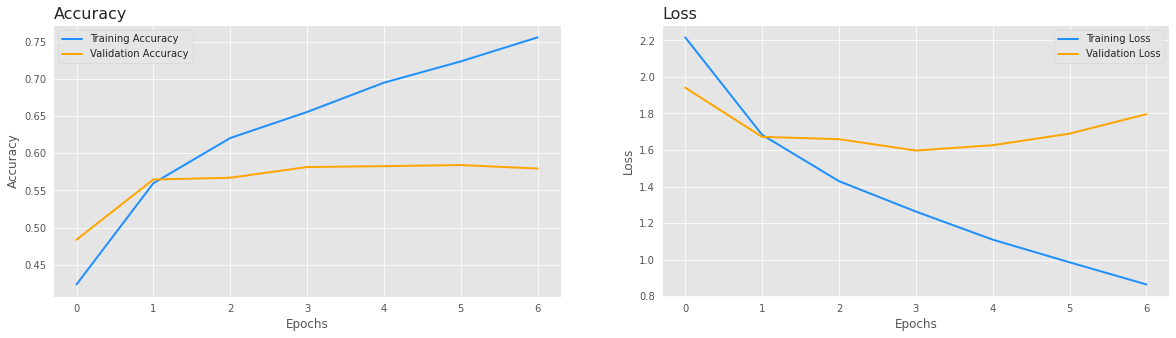 Accuracy
Training Accuracy
Validation Accuracy
0.75
0.70
0.65
0.60
0.55
0.50
0.45
Accuracy
0 1 2 3 4 5 6
Epochs
Loss
Training Loss
Validation Loss
2.2
2.0
1.8
1.6
1.4
1.2
1.0
0.8
Loss
0 1 2 3 4 5 6
Epochs